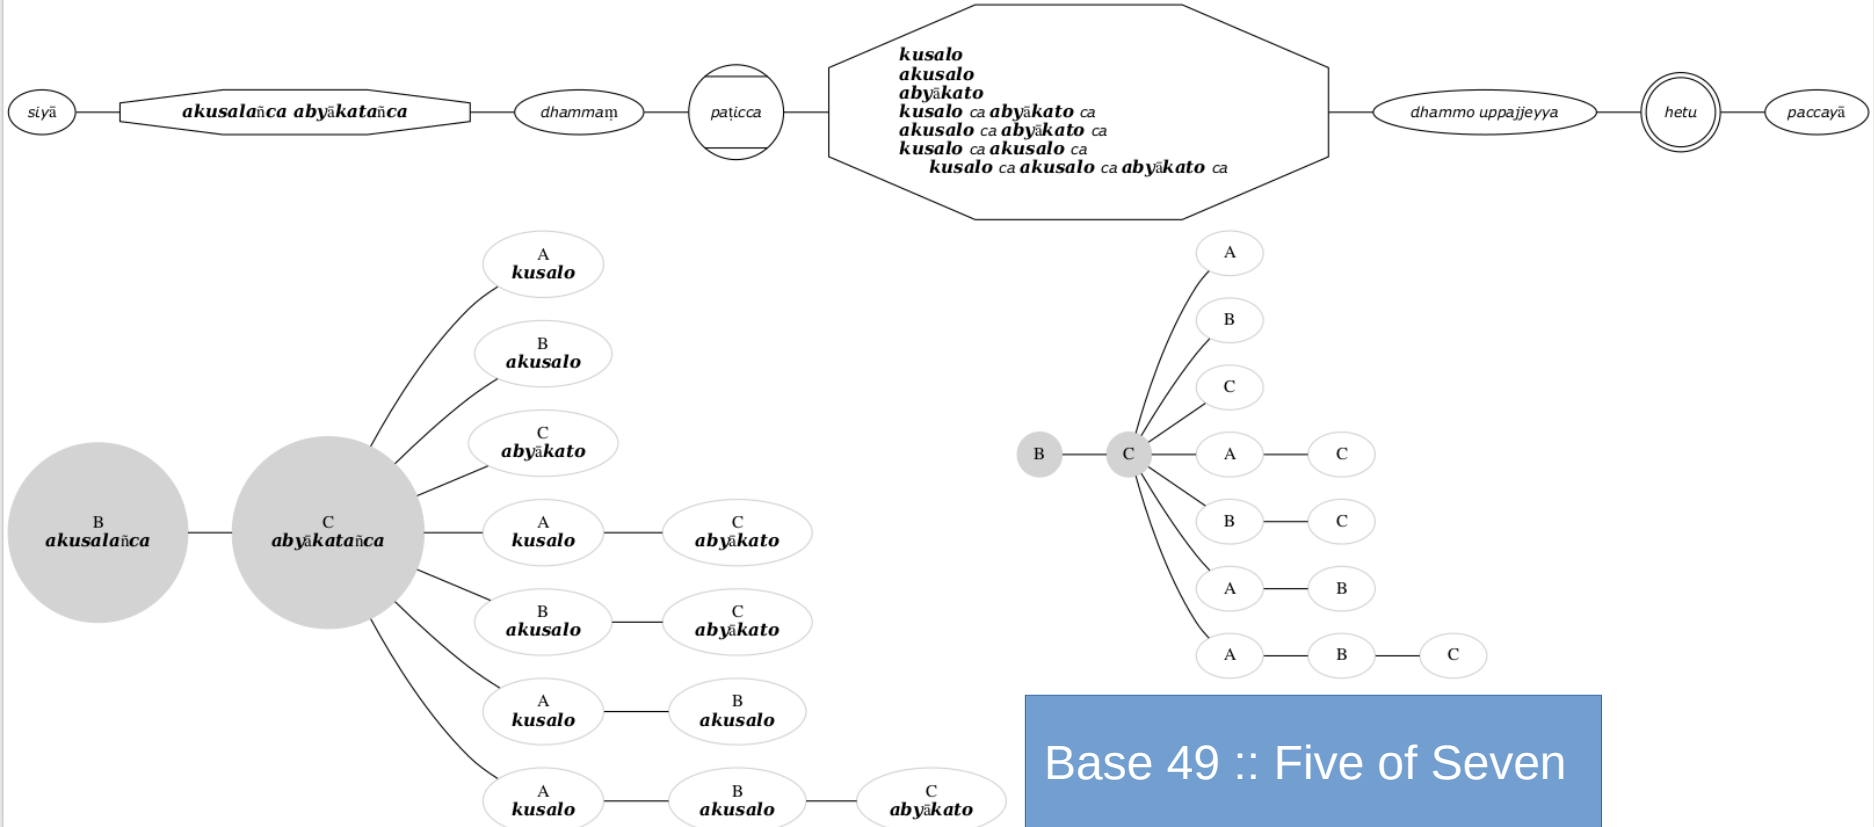 siyā
akusalañca abyākatañca
dhammaṃ
paṭicca
kusalo
akusalo
abyākato
kusalo ca abyākato ca
akusalo ca abyākato ca
kusalo ca akusalo ca
kusalo ca akusalo ca abyākato ca
dhammo uppajjeyya
hetu
paccayā
B
akusalañca
C
abyākatañca
A
kusalo
B
akusalo
C
abyākato
A
kusalo
C
abyākato
B
akusalo
C
abyākato
A
kusalo
B
akusalo
A
kusalo
B
akusalo
C
abyākato
B
C
A
B
C
A
C
B
C
A
B
A
B
C
Base 49 :: Five of Seven